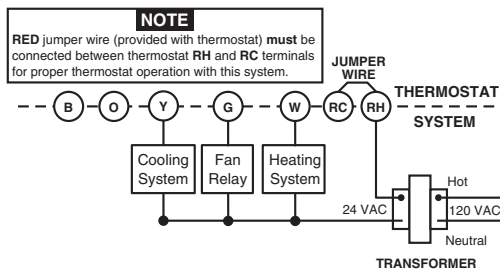 NOTE
RED jumper wire (provided with thermostat) must be
connected between thermostat RH and RC terminals
for proper thermostat operation with this system.
JUMPER
WIRE
THERMOSTAT
B O Y G W RC RH
SYSTEM
Cooling
System
Fan
Relay
Heating
System
Hot
24 VAC
120 VAC
Neutral
TRANSFORMER